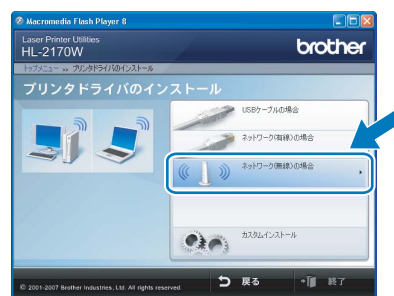 Macromedia Flash Player 8
Laser Printer Utilities
HL-2170W
brother
トップメニュー ›› プリンタドライバのインストール
プリンタドライバのインストール
USBケーブルの場合
ネットワーク(有線)の場合
ネットワーク(無線)の場合
カスタムインストール
© 2001-2007 Brother Industries, Ltd. All rights reserved.
戻る
終了